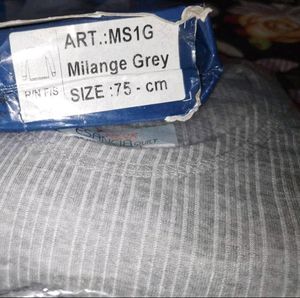 ART.:MS1G
Milange Grey
SIZE :75 - cm